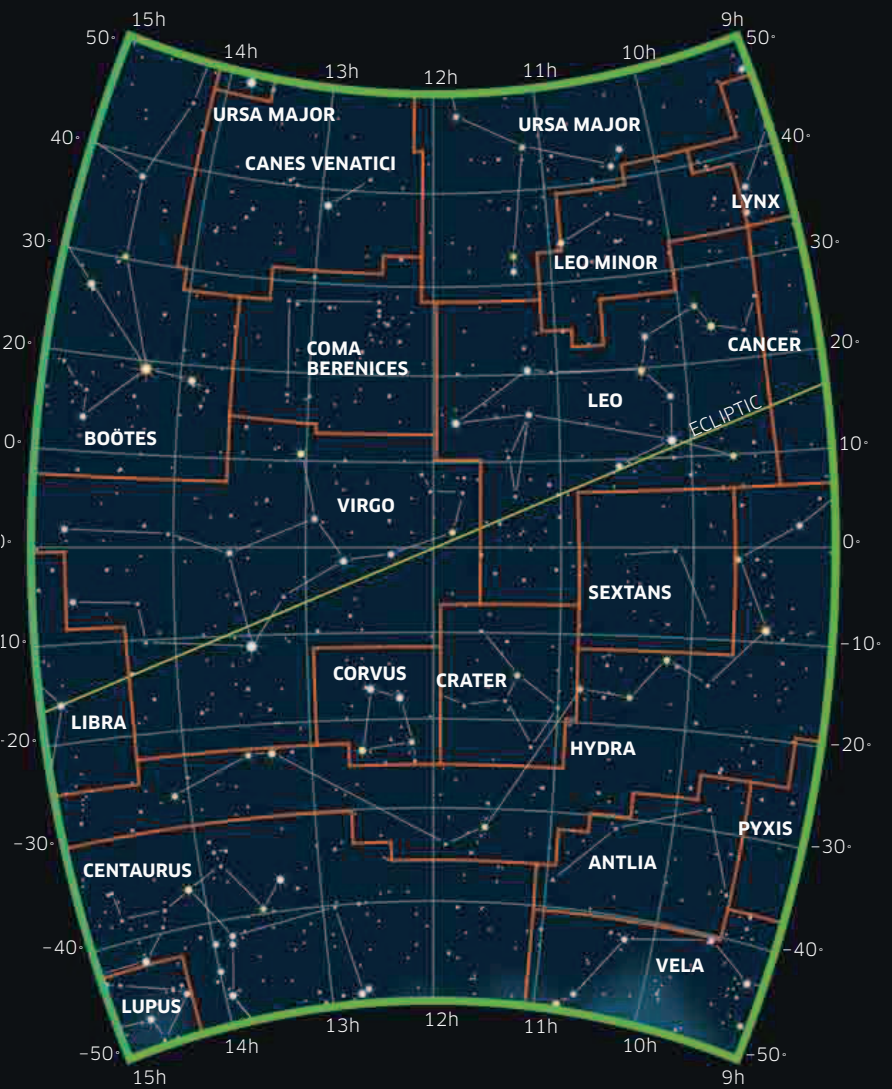 15h
9h
50°
50°
14h
10h
13h
12h
11h
URSA MAJOR
URSA MAJOR
40°
40°
CANES VENATICI
LYNX
30°
30°
LEO MINOR
20°
20°
COMA
BERENICES
CANCER
LEO
ECLIPTIC
BOÖTES
0°
10°
VIRGO
0°
SEXTANS
10°
−10°
CORVUS
CRATER
LIBRA
-20°
−20°
HYDRA
PYXIS
−30°
−30°
CENTAURUS
ANTLIA
−40°
−40°
VELA
LUPUS
13h
12h
11h
14h
10h
−50°
−50°
15h
9h